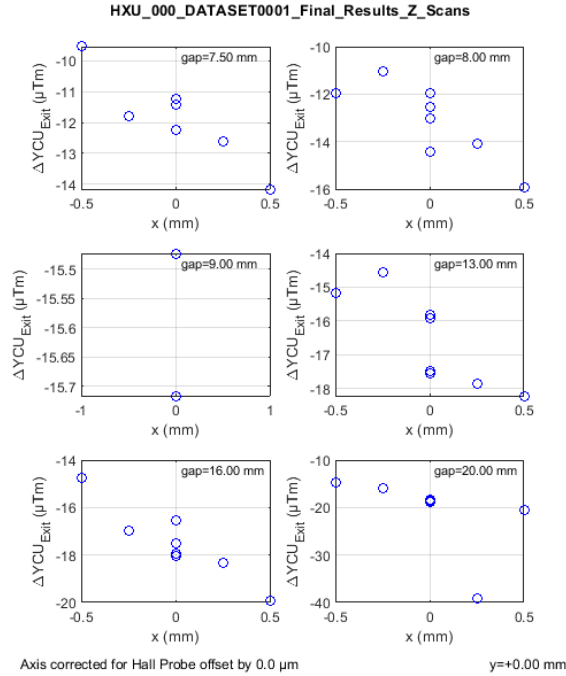 HXU_000_DATASET0001_Final_Results_Z_Scans
gap=7.50 mm
-10
-11
-12
-13
-14
ΔYCU_Exit (μTm)
-0.5 0 0.5
x (mm)
gap=8.00 mm
-10
-12
-14
-16
ΔYCU_Exit (μTm)
-0.5 0 0.5
x (mm)
gap=9.00 mm
-15.5
-15.55
-15.6
-15.65
-15.7
ΔYCU_Exit (μTm)
-1 0 1
x (mm)
gap=13.00 mm
-14
-15
-16
-17
-18
ΔYCU_Exit (μTm)
-0.5 0 0.5
x (mm)
gap=16.00 mm
-14
-16
-18
-20
ΔYCU_Exit (μTm)
-0.5 0 0.5
x (mm)
gap=20.00 mm
-10
-20
-30
-40
ΔYCU_Exit (μTm)
-0.5 0 0.5
x (mm)
Axis corrected for Hall Probe offset by 0.0 μm
y=+0.00 mm